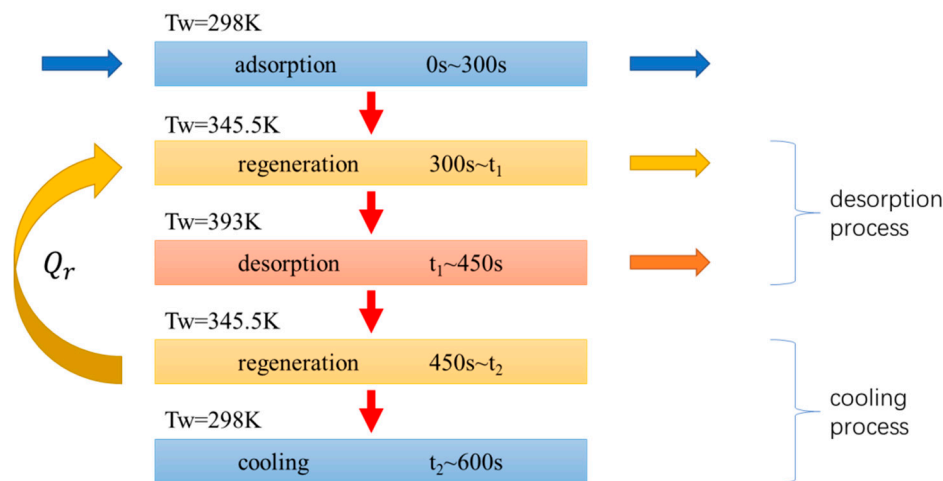 Tw=298K
adsorption 0s~300s
Tw=345.5K
regeneration 300s~t₁
Tw=393K
desorption t₁~450s
Tw=345.5K
regeneration 450s~t₂
Tw=298K
cooling t₂~600s
Qᵣ
desorption
process
cooling
process